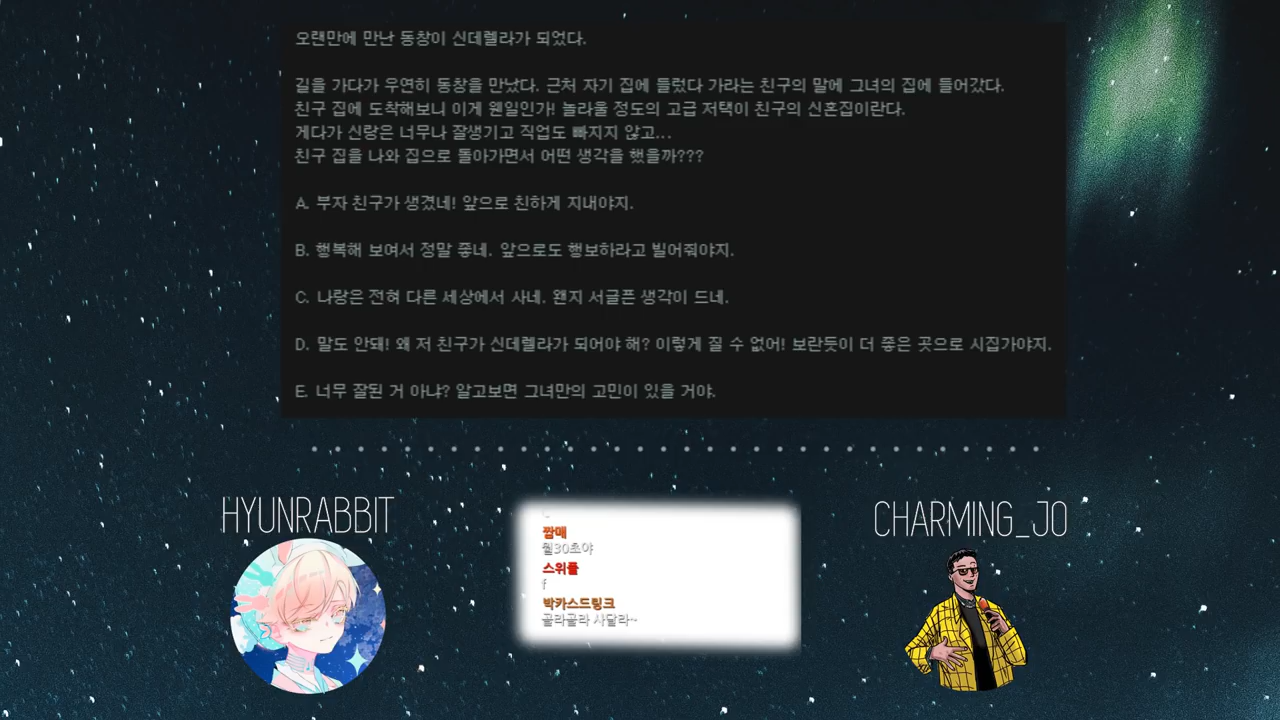 오랜만에 만난 동창이 신데렐라가 되었다.
길을 가다가 우연히 동창을 만났다. 근처 자기 집에 들렀다 가라는 친구의 말에 그녀의 집에 들어갔다.
친구 집에 도착해보니 이게 웬일인가! 놀라울 정도의 고급 저택이 친구의 신혼집이란다.
게다가 신랑은 너무나 잘생기고 직업도 빠지지 않고...
친구 집을 나와 집으로 돌아가면서 어떤 생각을 했을까???
A. 부자 친구가 생겼네! 앞으로 친하게 지내야지.
B. 행복해 보여서 정말 좋네. 앞으로도 행보하라고 빌어줘야지.
C. 나랑은 전혀 다른 세상에서 사네. 왠지 서글픈 생각이 드네.
D. 말도 안돼! 왜 저 친구가 신데렐라가 되어야 해? 이렇게 질 수 없어! 보란듯이 더 좋은 곳으로 시집가야지.
E. 너무 잘된 거 아냐? 알고보면 그녀만의 고민이 있을 거야.
HYUNRABBIT
CHARMING_JO
짬매
뭘30초야
스위틀
f
박카스드링크
골라골라 사달라~